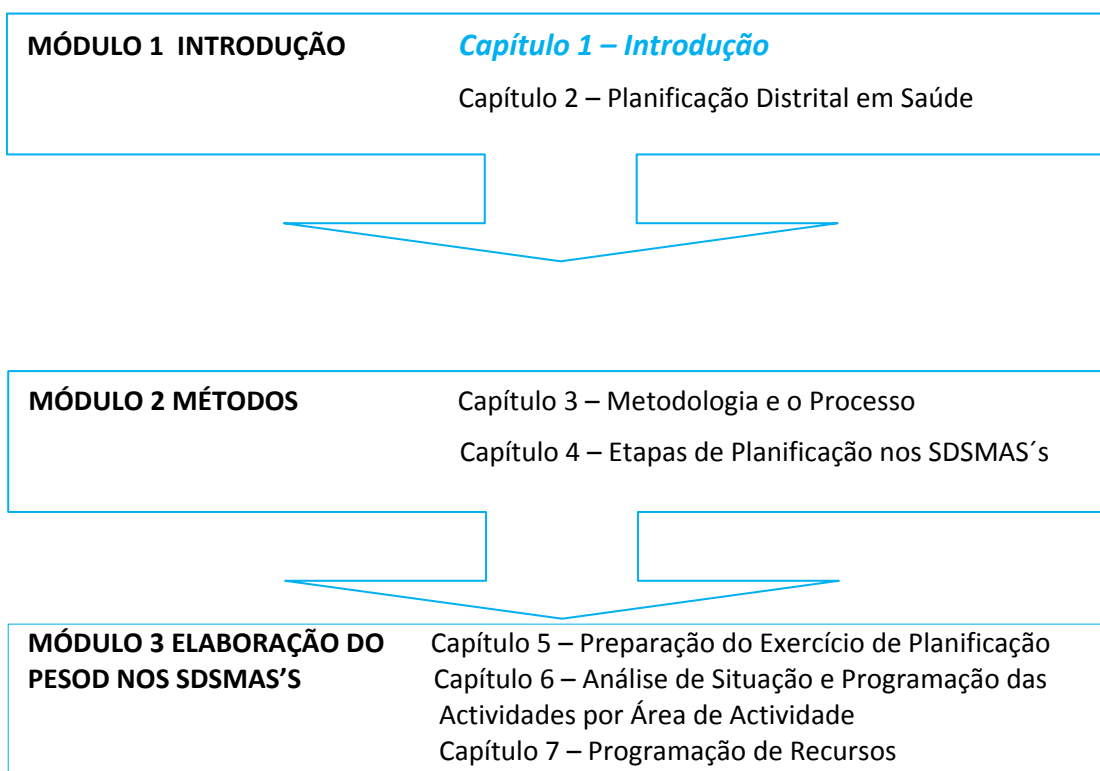 MÓDULO 1 INTRODUÇÃO Capítulo 1 – Introdução
Capítulo 2 – Planificação Distrital em Saúde
MÓDULO 2 MÉTODOS Capítulo 3 – Metodologia e o Processo
Capítulo 4 – Etapas de Planificação nos SDSMAS´s
MÓDULO 3 ELABORAÇÃO DO Capítulo 5 – Preparação do Exercício de Planificação
PESOD NOS SDSMAS’S Capítulo 6 – Análise de Situação e Programação das
Actividades por Área de Actividade
Capítulo 7 – Programação de Recursos